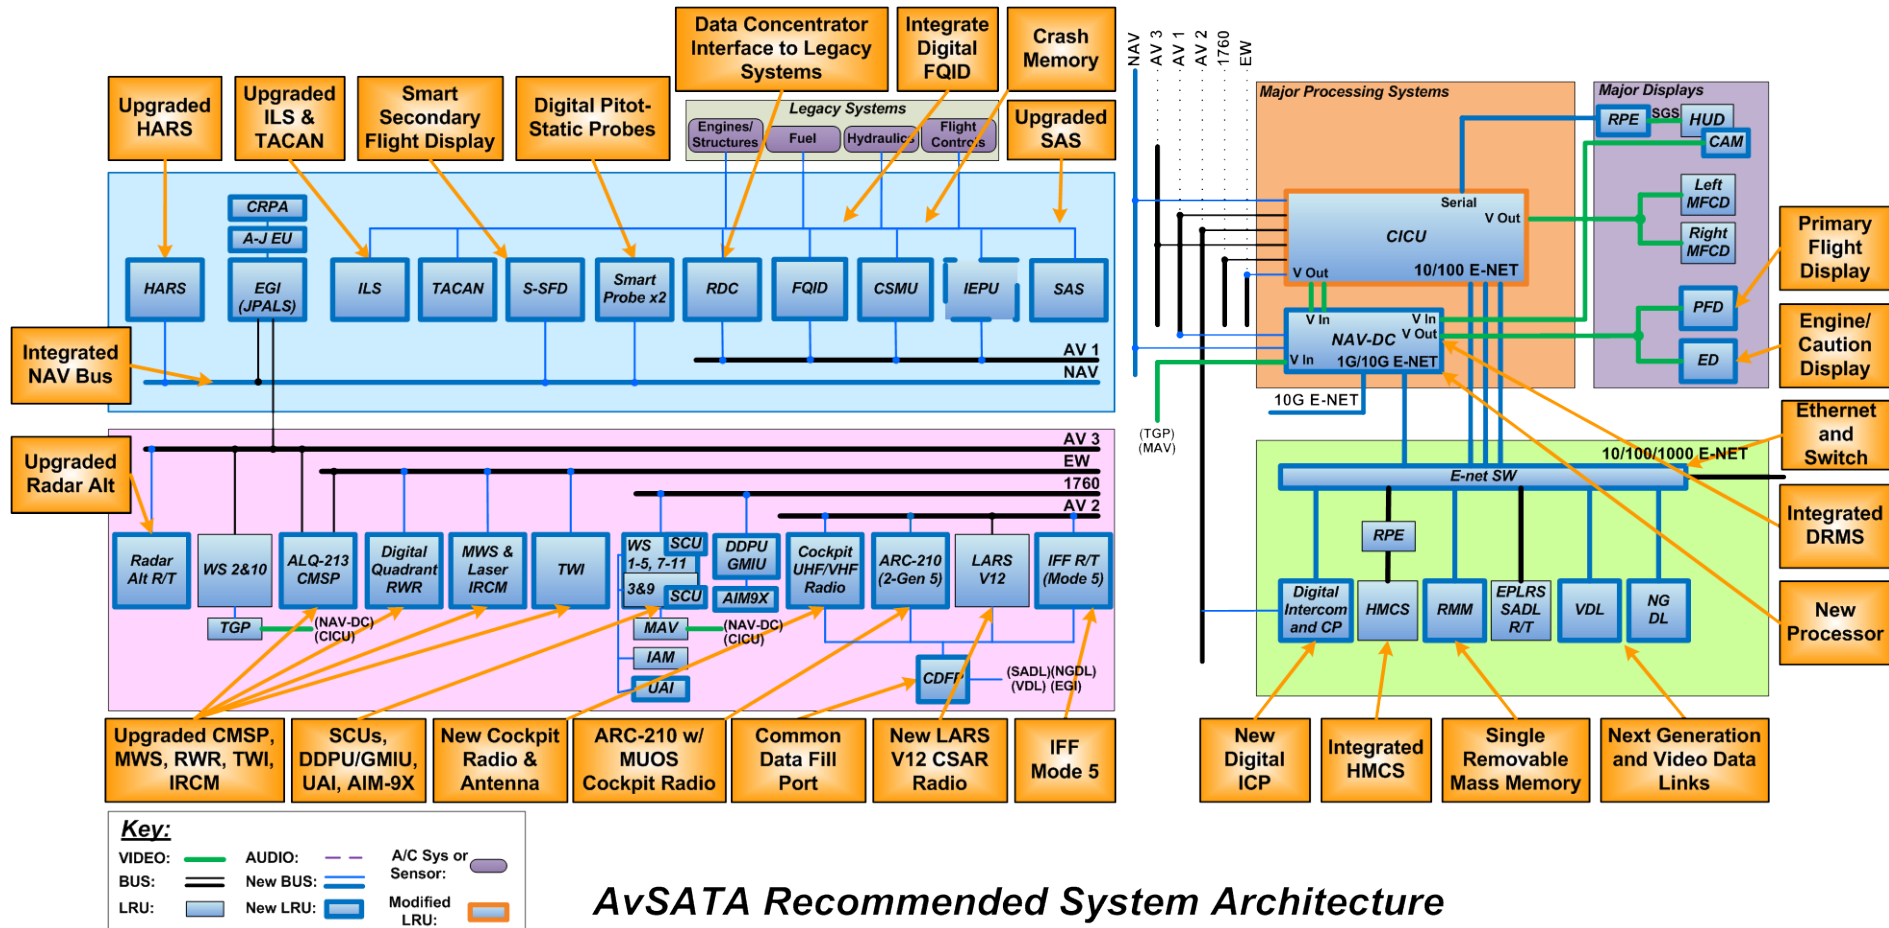 Data Concentrator
Interface to Legacy
Systems
Integrate
Digital
FQID
Crash
Memory
Upgraded
HARS
Upgraded
ILS &
TACAN
Smart
Secondary
Flight Display
Digital Pitot-
Static Probes
Upgraded
SAS
Legacy Systems
Engines/
Structures
Fuel
Hydraulics
Flight
Controls
CRPA
A-J EU
HARS
EGI
(JPALS)
ILS
TACAN
S-SFD
Smart
Probe x2
RDC
FQID
CSMU
IEPU
SAS
Integrated
NAV Bus
AV 1
NAV
Upgraded
Radar Alt
AV 3
EW
1760
AV 2
Radar
Alt R/T
WS 2&10
ALQ-213
CMSP
Digital
Quadrant
RWR
MWS &
Laser
IRCM
TWI
WS
1-5, 7-11
SCU
3&9
SCU
DDPU
GMIU
AIM9X
Cockpit
UHF/VHF
Radio
ARC-210
(2-Gen 5)
LARS
V12
IFF R/T
(Mode 5)
TGP
(NAV-DC)
(CICU)
MAV
(NAV-DC)
(CICU)
IAM
UAI
CDFP
(SADL)(NGDL)
(VDL) (EGI)
Upgraded CMSP,
MWS, RWR, TWI,
IRCM
SCUs,
DDPU/GMIU,
UAI, AIM-9X
New Cockpit
Radio &
Antenna
ARC-210 w/
MUOS
Cockpit Radio
Common
Data Fill
Port
New LARS
V12 CSAR
Radio
IFF
Mode 5
NAV
AV 3
AV 1
AV 2
1760
EW
Major Processing Systems
Serial
V Out
CICU
10/100 E-NET
V Out
V In
V In
V Out
NAV-DC
V In
1G/10G E-NET
10G E-NET
(TGP)
(MAV)
Major Displays
RPE
SGS
HUD
CAM
Left
MFCD
Right
MFCD
PFD
ED
Primary
Flight
Display
Engine/
Caution
Display
Ethernet
and
Switch
10/100/1000 E-NET
E-net SW
RPE
Digital
Intercom
and CP
HMCS
RMM
EPLRS
SADL
R/T
VDL
NG
DL
Integrated
DRMS
New
Processor
New
Digital
ICP
Integrated
HMCS
Single
Removable
Mass Memory
Next Generation
and Video Data
Links
Key:
VIDEO:
AUDIO:
A/C Sys or
Sensor:
BUS:
New BUS:
LRU:
New LRU:
Modified
LRU:
AvSATA Recommended System Architecture